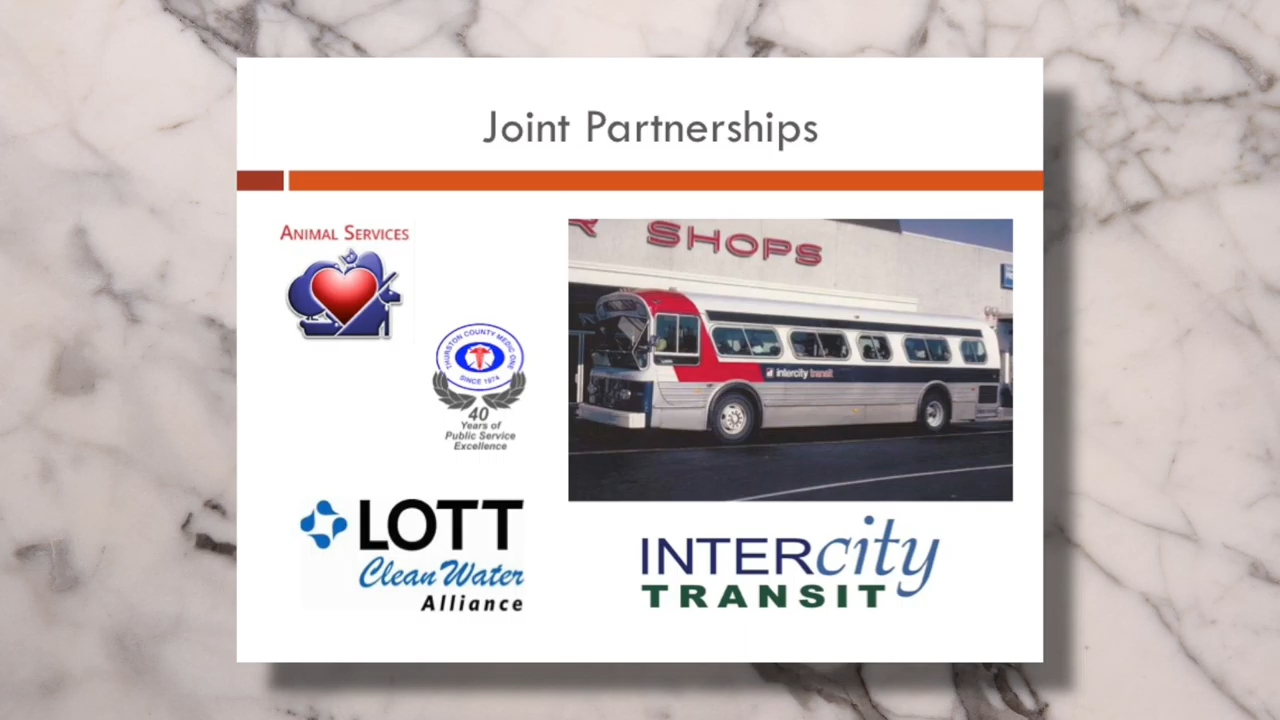 Joint Partnerships
ANIMAL SERVICES
THURSTON COUNTY MEDIC ONE
SINCE 1974
40
Years of
Public Service
Excellence
LOTT
Clean Water
Alliance
R SHOPS
intercity transit
INTERcity
TRANSIT